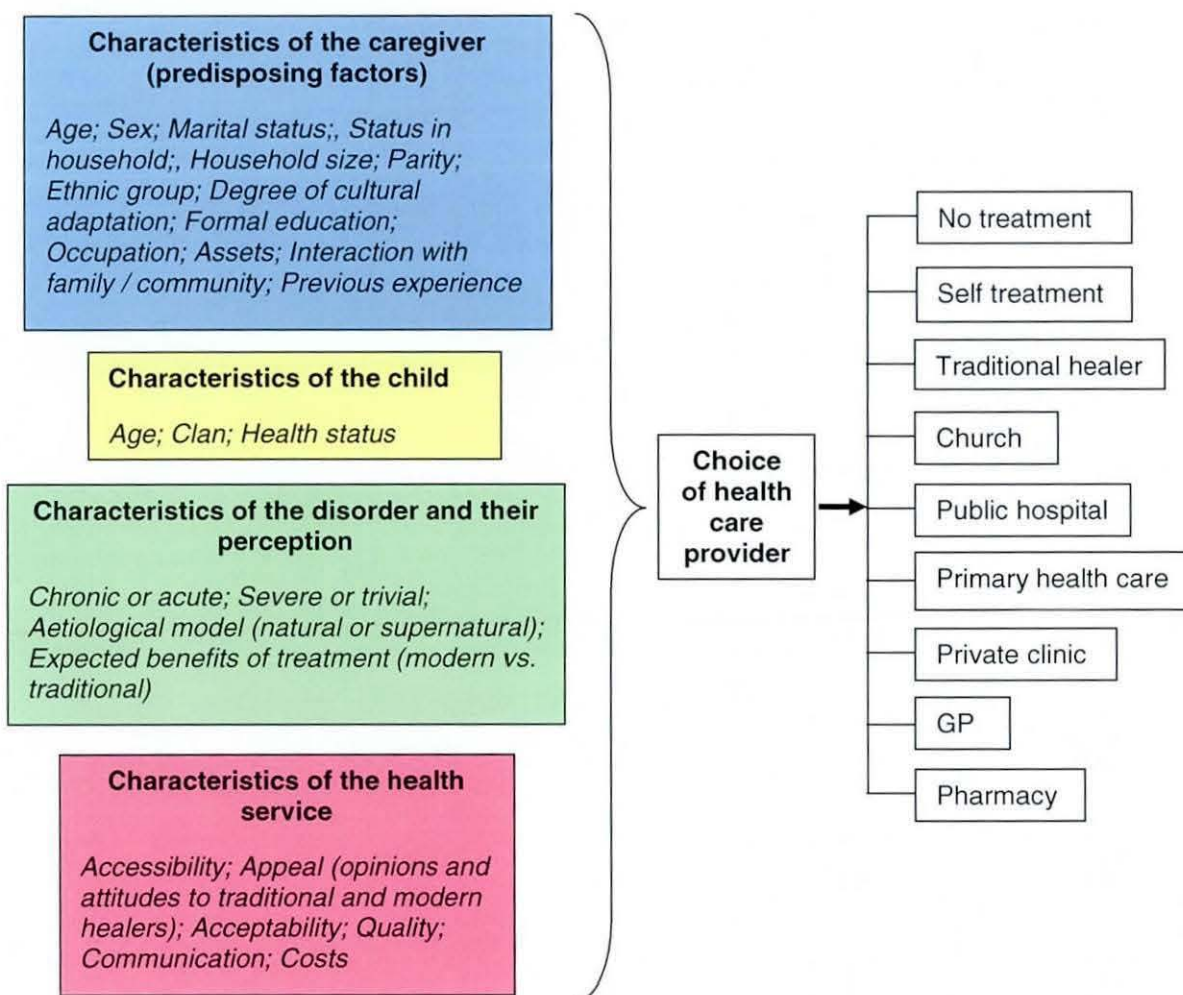 Characteristics of the caregiver
(predisposing factors)
Age; Sex; Marital status;, Status in
household;, Household size; Parity;
Ethnic group; Degree of cultural
adaptation; Formal education;
Occupation; Assets; Interaction with
family / community; Previous experience
Characteristics of the child
Age; Clan; Health status
Characteristics of the disorder and their
perception
Chronic or acute; Severe or trivial;
Aetiological model (natural or supernatural);
Expected benefits of treatment (modern vs.
traditional)
Characteristics of the health
service
Accessibility; Appeal (opinions and
attitudes to traditional and modern
healers); Acceptability; Quality;
Communication; Costs
Choice
of health
care
provider
No treatment
Self treatment
Traditional healer
Church
Public hospital
Primary health care
Private clinic
GP
Pharmacy